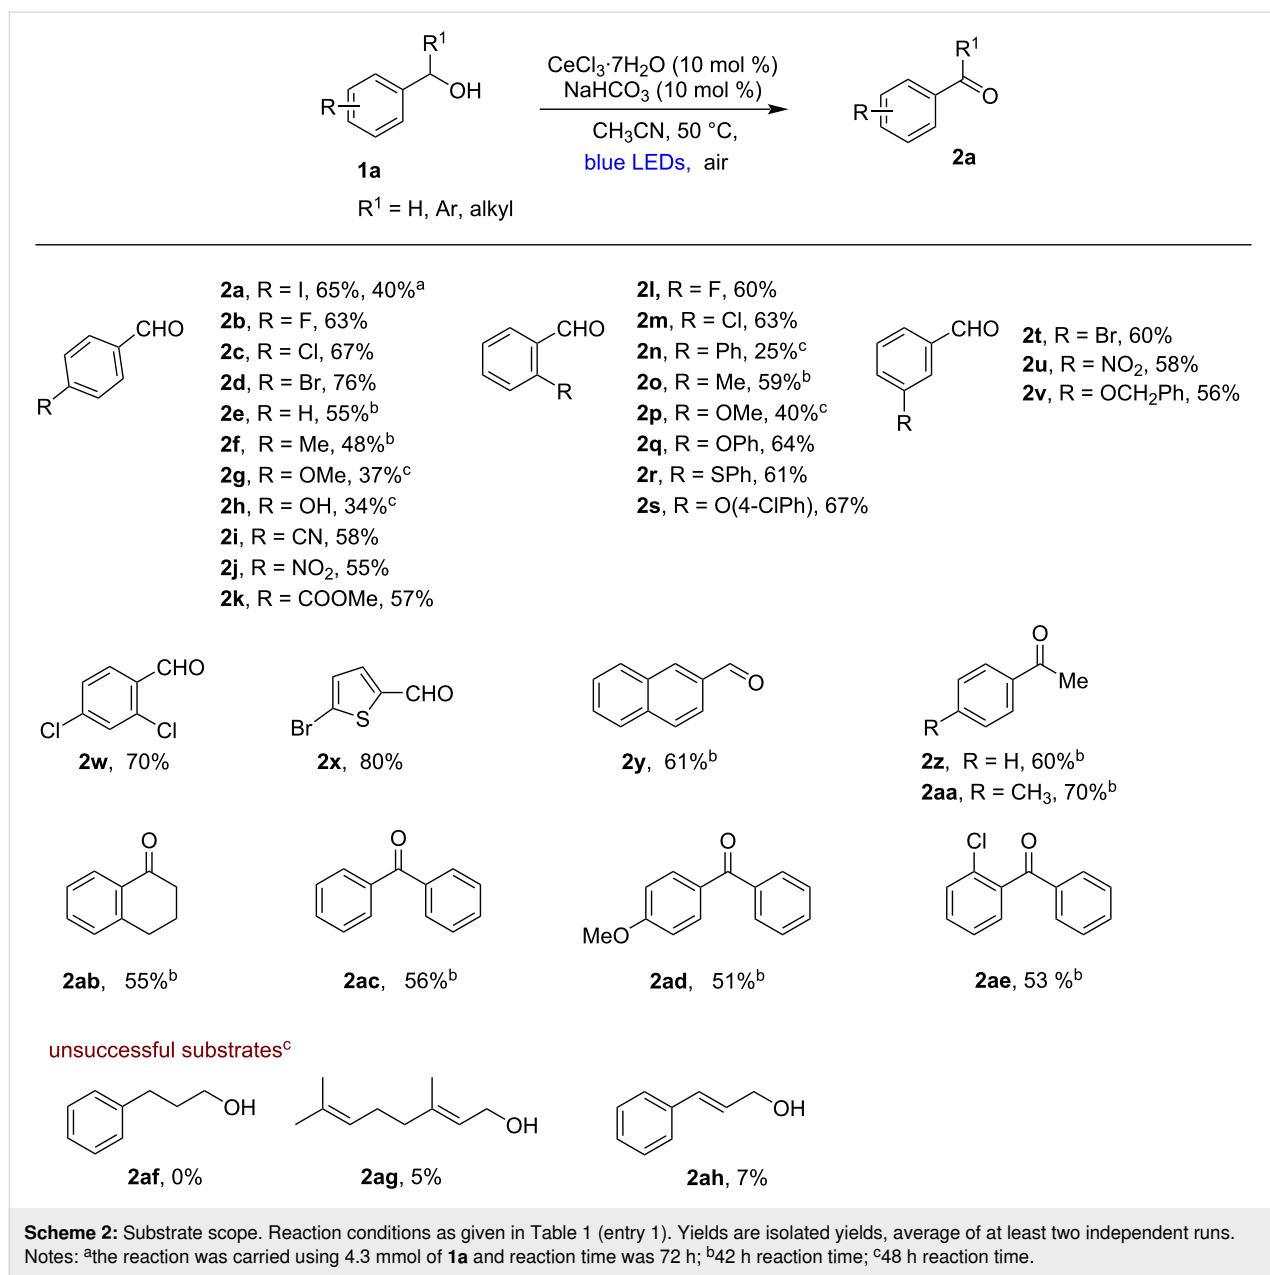 R¹
R
OH
1a
R¹ = H, Ar, alkyl
CeCl₃·7H₂O (10 mol %)
NaHCO₃ (10 mol %)
CH₃CN, 50 °C,
blue LEDs, air
R¹
R
O
2a
CHO
R
2a, R = I, 65%, 40%ᵃ
2b, R = F, 63%
2c, R = Cl, 67%
2d, R = Br, 76%
2e, R = H, 55%ᵇ
2f, R = Me, 48%ᵇ
2g, R = OMe, 37%ᶜ
2h, R = OH, 34%ᶜ
2i, R = CN, 58%
2j, R = NO₂, 55%
2k, R = COOMe, 57%
CHO
R
2l, R = F, 60%
2m, R = Cl, 63%
2n, R = Ph, 25%ᶜ
2o, R = Me, 59%ᵇ
2p, R = OMe, 40%ᶜ
2q, R = OPh, 64%
2r, R = SPh, 61%
2s, R = O(4-ClPh), 67%
CHO
R
2t, R = Br, 60%
2u, R = NO₂, 58%
2v, R = OCH₂Ph, 56%
CHO
Cl
Cl
2w, 70%
Br
S
CHO
2x, 80%
O
2y, 61%ᵇ
O
Me
R
2z, R = H, 60%ᵇ
2aa, R = CH₃, 70%ᵇ
O
2ab, 55%ᵇ
O
2ac, 56%ᵇ
O
MeO
2ad, 51%ᵇ
Cl
O
2ae, 53 %ᵇ
unsuccessful substratesᶜ
OH
2af, 0%
OH
2ag, 5%
OH
2ah, 7%
Scheme 2: Substrate scope. Reaction conditions as given in Table 1 (entry 1). Yields are isolated yields, average of at least two independent runs.
Notes: ᵃthe reaction was carried using 4.3 mmol of 1a and reaction time was 72 h; ᵇ42 h reaction time; ᶜ48 h reaction time.